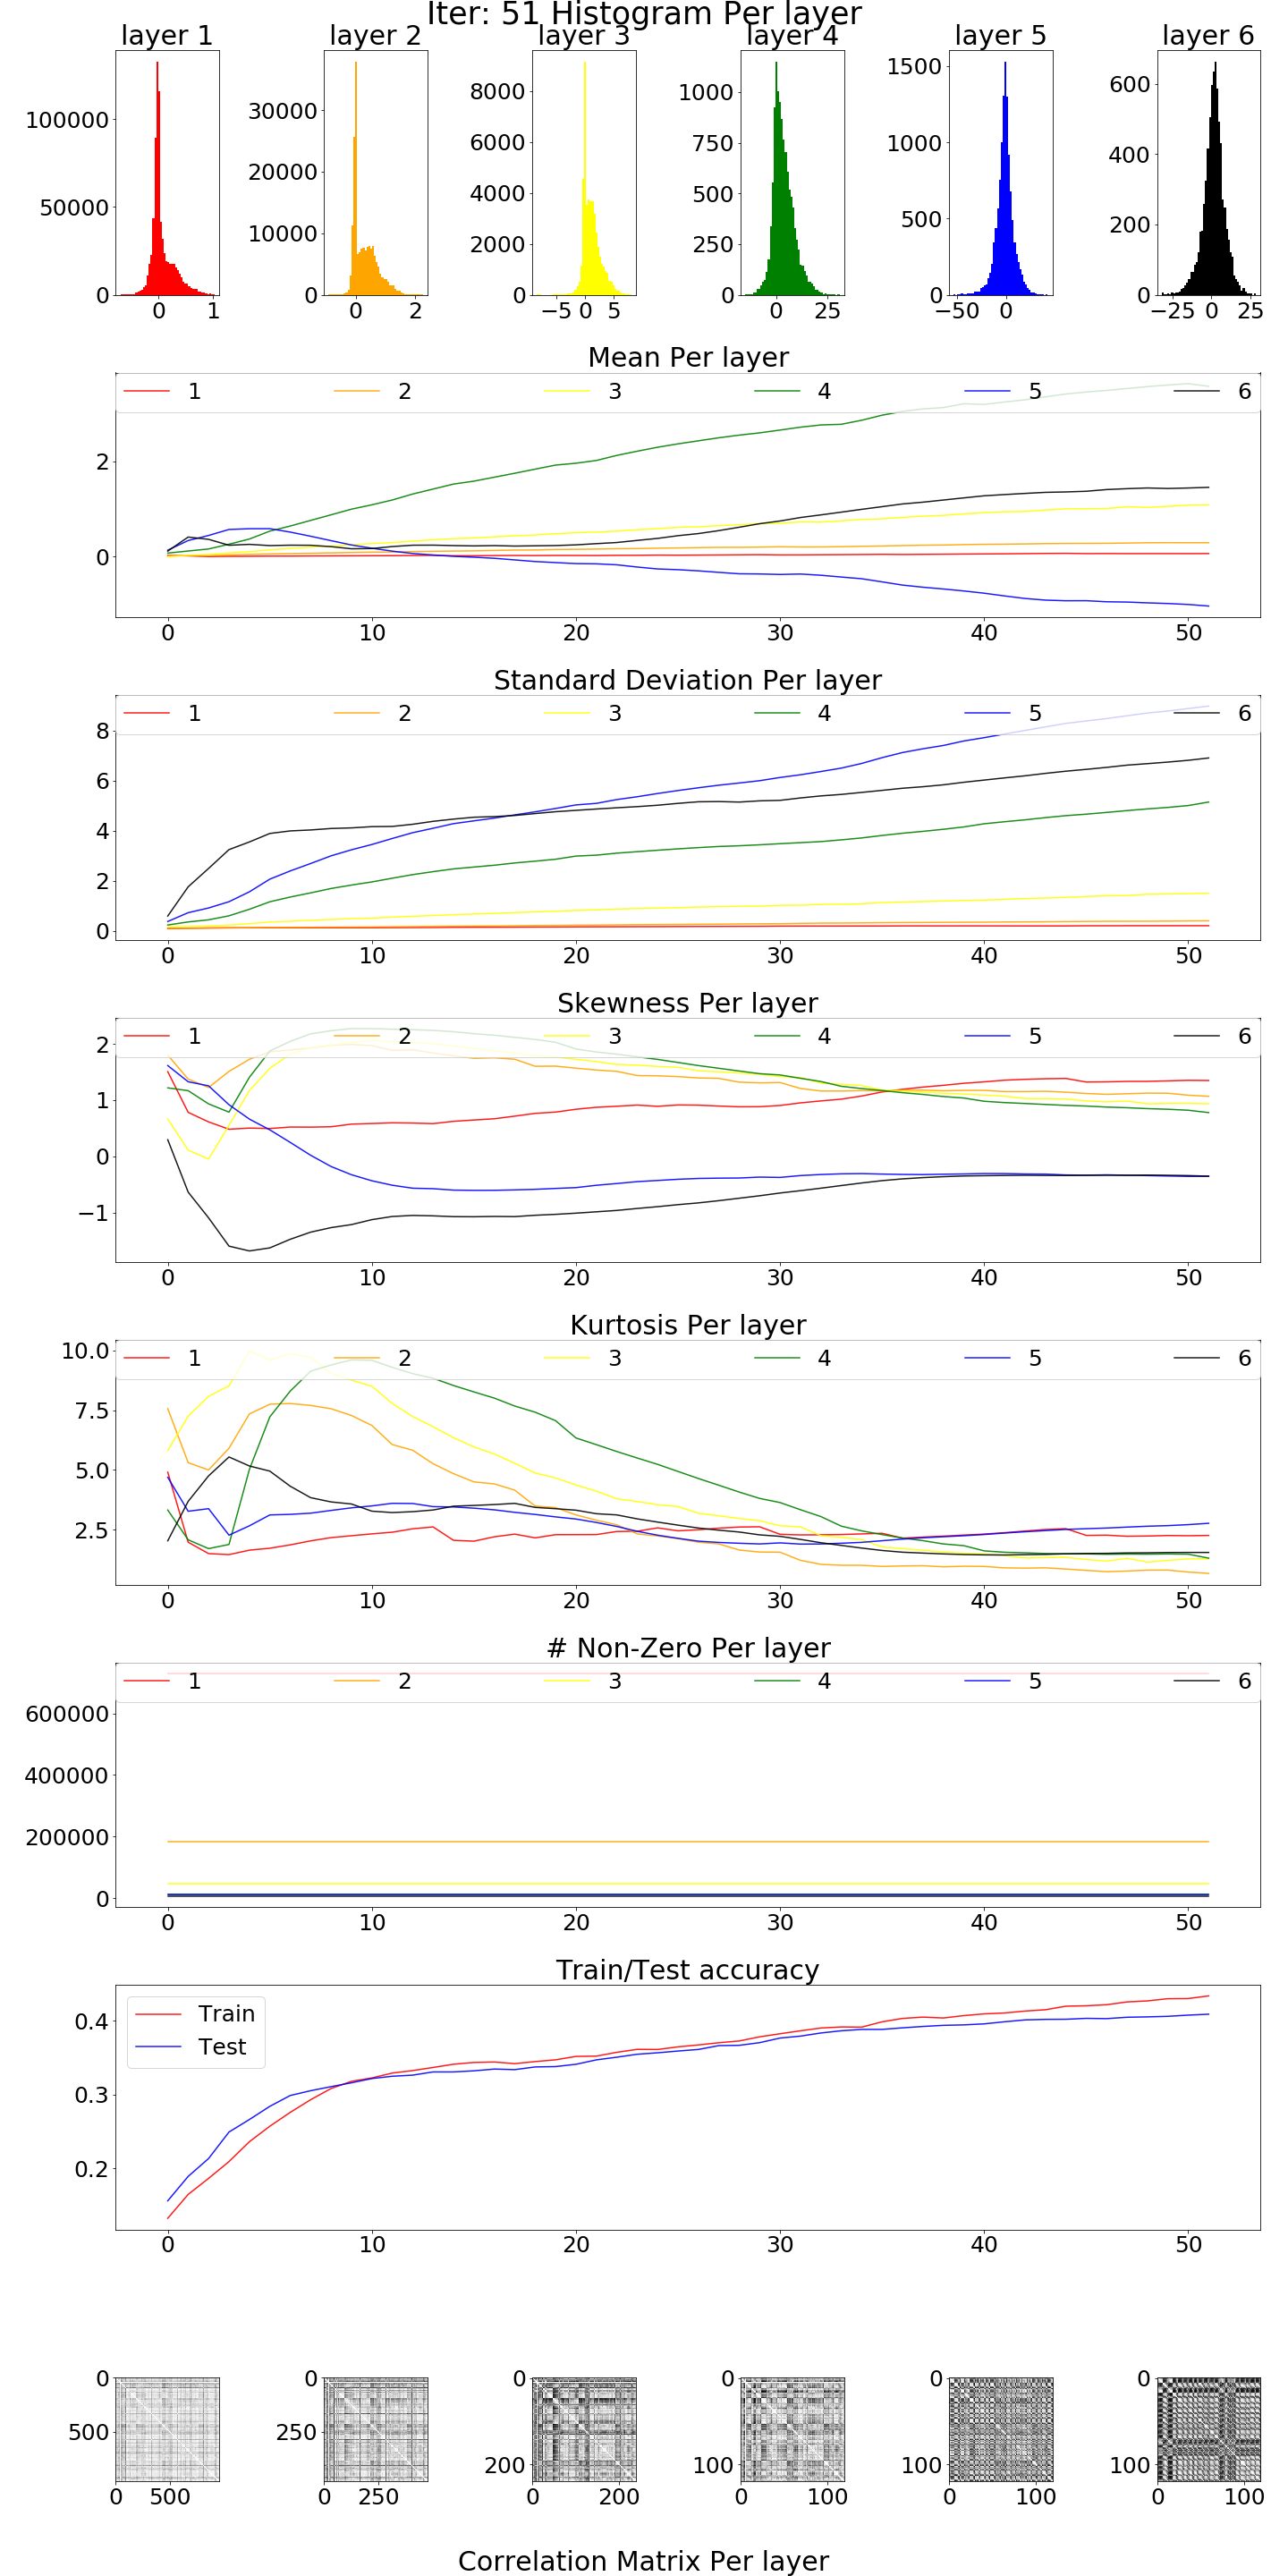 Iter: 51 Histogram Per layer
layer 1 layer 2 layer 3 layer 4 layer 5 layer 6
100000 50000 0 0 1
30000 20000 10000 0 0 2
8000 6000 4000 2000 0 −5 0 5
1000 750 500 250 0 0 25
1500 1000 500 0 −50 0
600 400 200 0 −25 0 25
Mean Per layer
1 2 3 4 5 6
2
0
0 10 20 30 40 50
Standard Deviation Per layer
1 2 3 4 5 6
8
6
4
2
0
0 10 20 30 40 50
Skewness Per layer
1 2 3 4 5 6
2
1
0
−1
0 10 20 30 40 50
Kurtosis Per layer
1 2 3 4 5 6
10.0
7.5
5.0
2.5
0 10 20 30 40 50
# Non-Zero Per layer
1 2 3 4 5 6
600000
400000
200000
0
0 10 20 30 40 50
Train/Test accuracy
Train
Test
0.4
0.3
0.2
0 10 20 30 40 50
0 500 0 500
0 250 0 250
0 200 0 200
0 100 0 100
0 100 0 100
0 100 0 100
Correlation Matrix Per layer